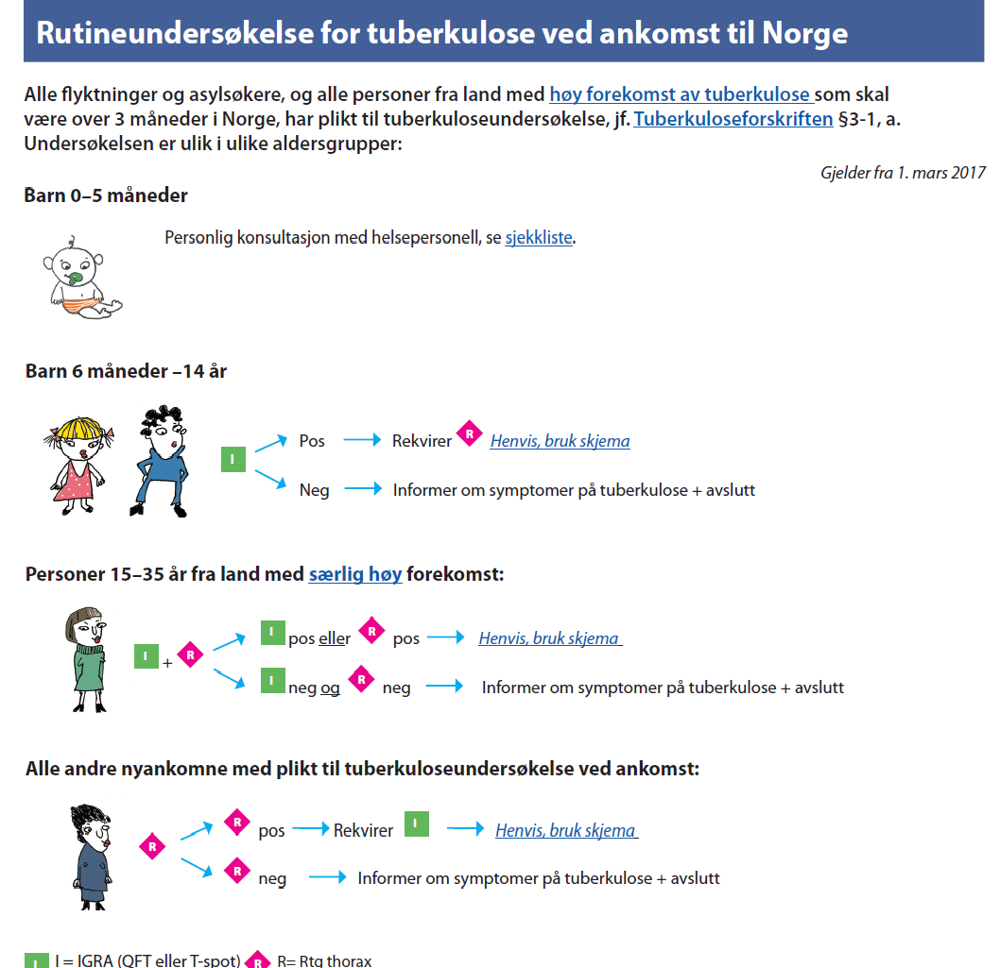 Rutineundersøkelse for tuberkulose ved ankomst til Norge
Alle flyktninger og asylsøkere, og alle personer fra land med høy forekomst av tuberkulose som skal
være over 3 måneder i Norge, har plikt til tuberkuloseundersøkelse, jf. Tuberkuloseforskriften §3-1, a.
Undersøkelsen er ulik i ulike aldersgrupper:
Gjelder fra 1. mars 2017
Barn 0–5 måneder
Personlig konsultasjon med helsepersonell, se sjekkliste.
Barn 6 måneder –14 år
I
Pos Rekvirer R Henvis, bruk skjema
Neg Informer om symptomer på tuberkulose + avslutt
Personer 15–35 år fra land med særlig høy forekomst:
I + R
I pos eller R pos Henvis, bruk skjema
I neg og R neg Informer om symptomer på tuberkulose + avslutt
Alle andre nyankomne med plikt til tuberkuloseundersøkelse ved ankomst:
R
R pos Rekvirer I Henvis, bruk skjema
R neg Informer om symptomer på tuberkulose + avslutt
I I = IGRA (QFT eller T-spot) R R= Rtg thorax